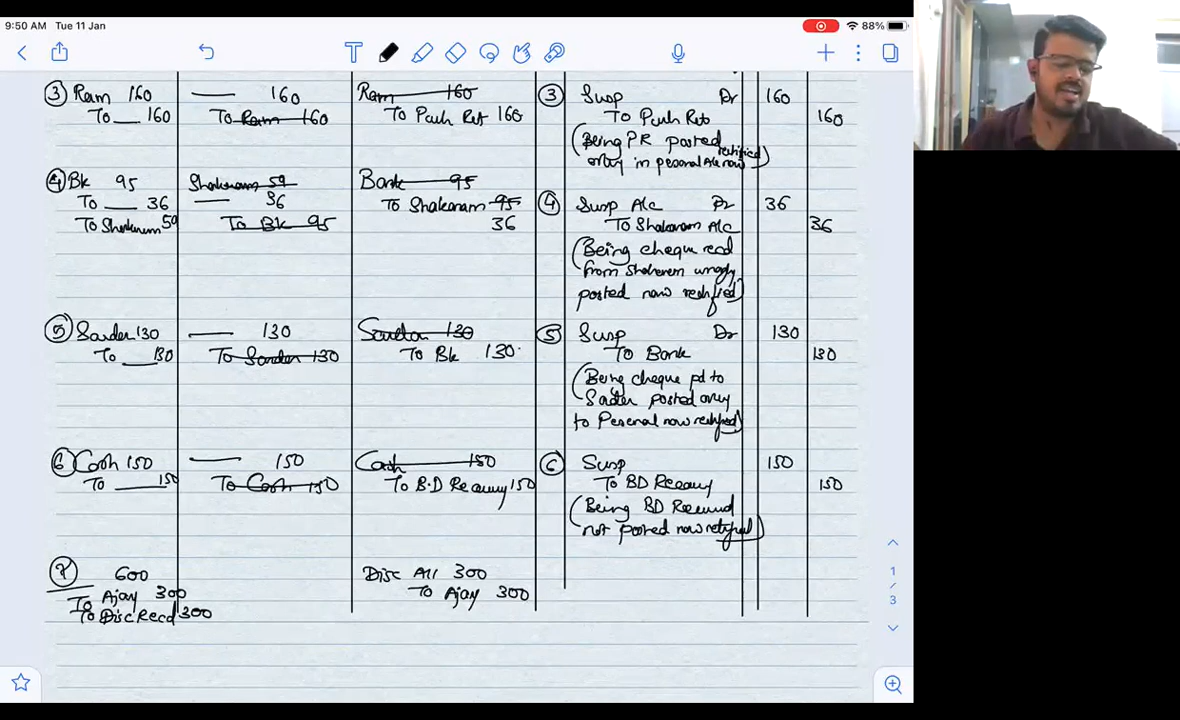 9:50 AM Tue 11 Jan
88%
T
3 Ram 160
To ___ 160
___ 160
To Ram 160
Ram 160
To Purh Ret 160
3 Susp Dr 160
To Purh Ret 160
(Being PR posted
only in personal A/c now rectified)
4 Bk 95
To ___ 36
To Shakaram 59
Shakaram 59
___ 36
To Bk 95
Bank 95
To Shakaram 95
36
4 Susp A/c Dr 36
To Shakaram A/c 36
(Being cheque recd
from Shakaram wrongly
posted now rectified)
5 Sardar 130
To ___ 130
___ 130
To Sardar 130
Sardar 130
To Bk 130
5 Susp Dr 130
To Bank 130
(Being cheque pd to
Sardar posted only
to Personal now rectified)
6 Cash 150
To ___ 150
___ 150
To Cash 150
Cash 150
To B.D Recovery 150
6 Susp 150
To BD Recovery 150
(Being BD Recovered
not posted now rectified)
7 600
To Ajay 300
To Disc Recd 300
Disc All 300
To Ajay 300
1
/
3